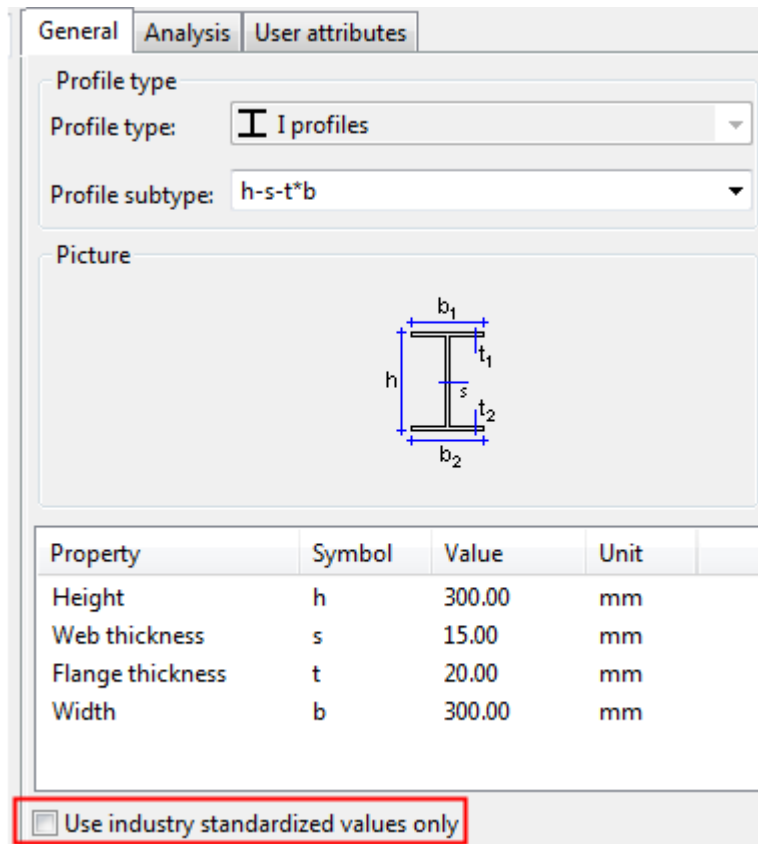 General Analysis User attributes
Profile type
Profile type: I profiles
Profile subtype: h-s-t*b
Picture
b1
t1
h
s
t2
b2
Property Symbol Value Unit
Height h 300.00 mm
Web thickness s 15.00 mm
Flange thickness t 20.00 mm
Width b 300.00 mm
Use industry standardized values only